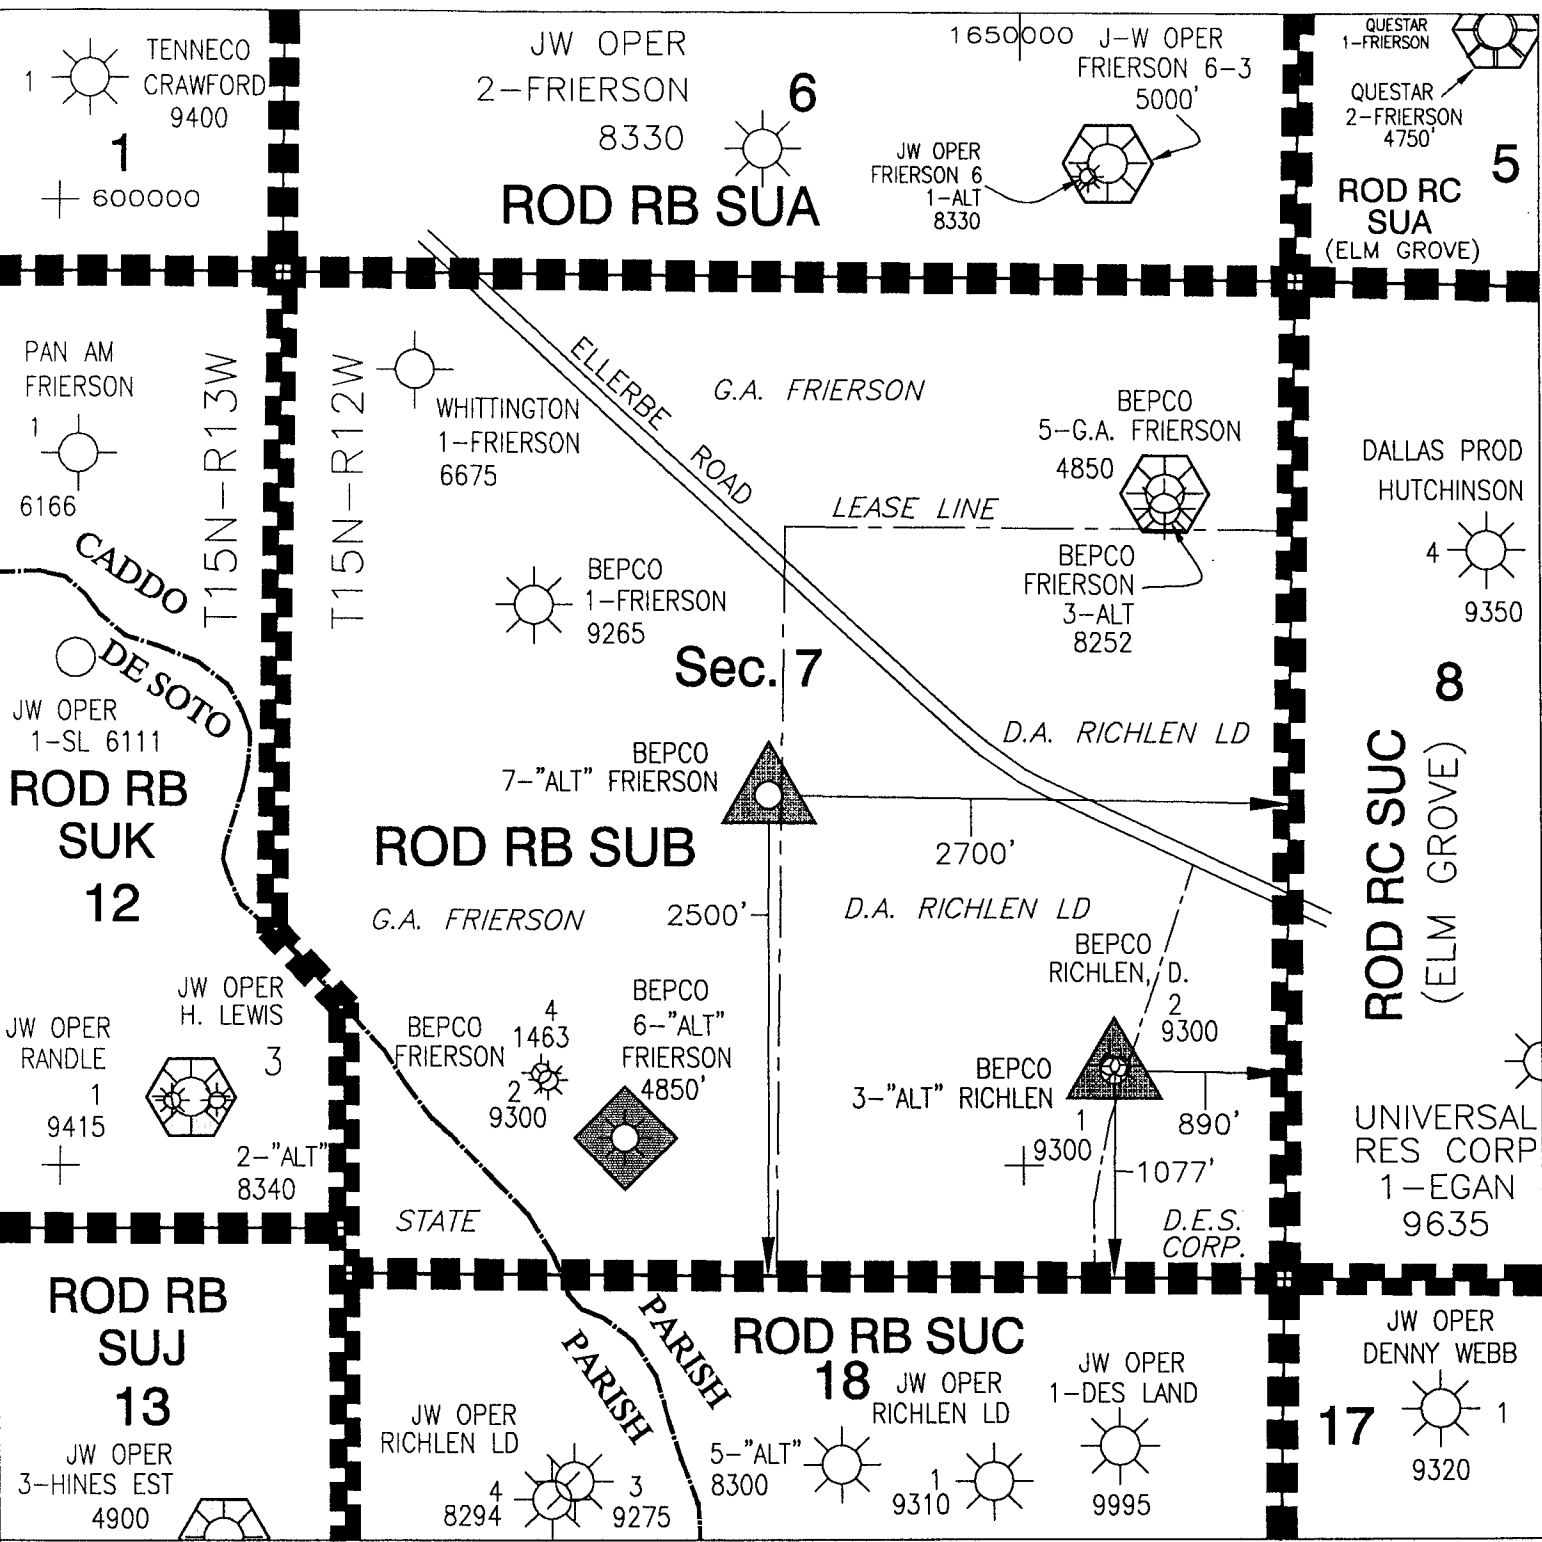 TENNECO
1
CRAWFORD
9400
1
600000
JW OPER
2-FRIERSON
8330
6
ROD RB SUA
1650000
J-W OPER
FRIERSON 6-3
5000'
JW OPER
FRIERSON 6
1-ALT
8330
QUESTAR
1-FRIERSON
QUESTAR
2-FRIERSON
4750'
5
ROD RC
SUA
(ELM GROVE)
PAN AM
FRIERSON
1
6166
T15N-R13W
T15N-R12W
CADDO
DE SOTO
JW OPER
1-SL 6111
ROD RB
SUK
12
WHITTINGTON
1-FRIERSON
6675
ELLERBE ROAD
G.A. FRIERSON
BEPCO
5-G.A. FRIERSON
4850
LEASE LINE
BEPCO
FRIERSON
3-ALT
8252
BEPCO
1-FRIERSON
9265
Sec. 7
D.A. RICHLEN LD
BEPCO
7-"ALT" FRIERSON
2700'
ROD RB SUB
G.A. FRIERSON
2500'
D.A. RICHLEN LD
DALLAS PROD
HUTCHINSON
4
9350
8
ROD RC SUC
(ELM GROVE)
JW OPER
H. LEWIS
3
JW OPER
RANDLE
1
9415
2-"ALT"
8340
BEPCO
FRIERSON
4
1463
2
9300
BEPCO
6-"ALT"
FRIERSON
4850'
BEPCO
RICHLEN, D.
2
9300
BEPCO
3-"ALT" RICHLEN
1
9300
890'
1077'
STATE
D.E.S.
CORP.
UNIVERSAL
RES CORP
1-EGAN
9635
ROD RB
SUJ
13
JW OPER
3-HINES EST
4900
PARISH
PARISH
ROD RB SUC
18
JW OPER
RICHLEN LD
4
8294
3
9275
5-"ALT"
8300
JW OPER
RICHLEN LD
1
9310
JW OPER
1-DES LAND
9995
17
JW OPER
DENNY WEBB
1
9320